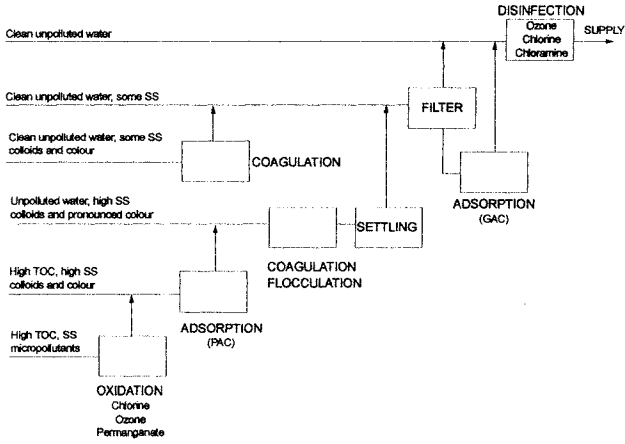 DISINFECTION
Ozone
Chlorine
Chloramine
SUPPLY
Clean unpolluted water
Clean unpolluted water, some SS
FILTER
Clean unpolluted water, some SS
colloids and colour
COAGULATION
ADSORPTION
(GAC)
Unpolluted water, high SS
colloids and pronounced colour
SETTLING
COAGULATION
FLOCCULATION
High TOC, high SS
colloids and colour
ADSORPTION
(PAC)
High TOC, SS
micropollutants
OXIDATION
Chlorine
Ozone
Permanganate